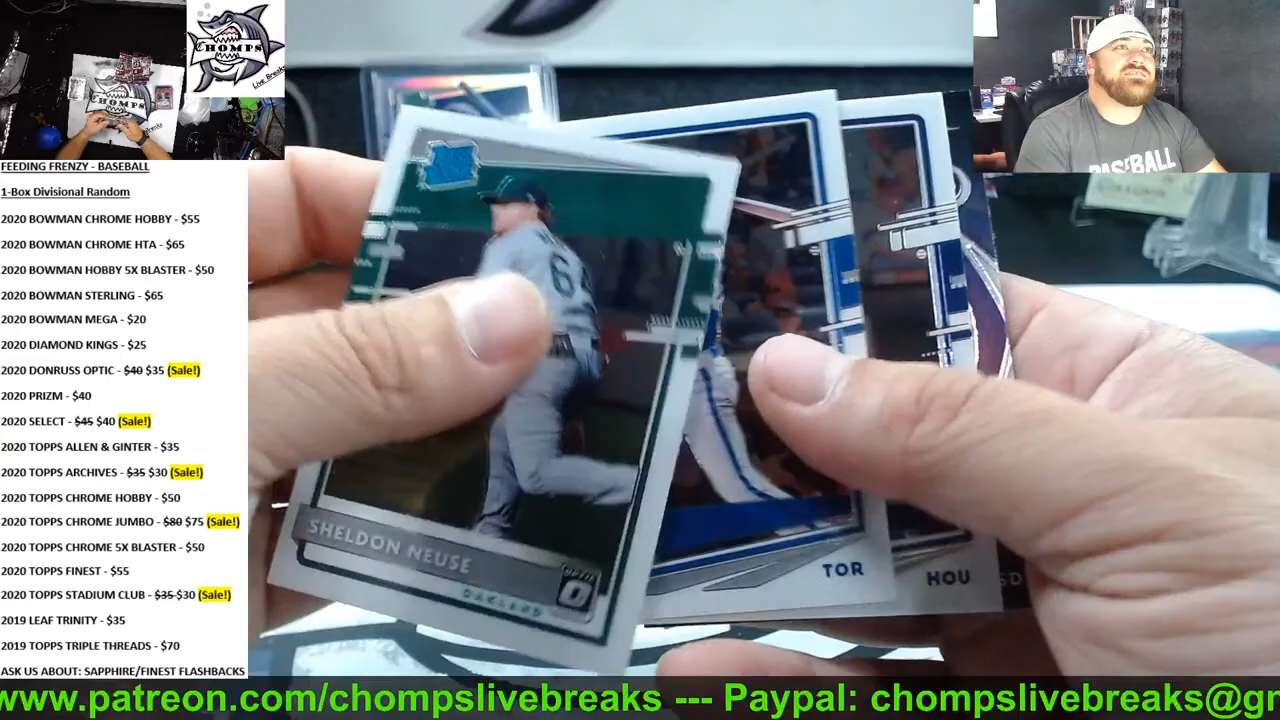 CHOMPS
Live Breaks
CHOMPS
FEEDING FRENZY - BASEBALL
1-Box Divisional Random
2020 BOWMAN CHROME HOBBY - $55
2020 BOWMAN CHROME HTA - $65
2020 BOWMAN HOBBY 5X BLASTER - $50
2020 BOWMAN STERLING - $65
2020 BOWMAN MEGA - $20
2020 DIAMOND KINGS - $25
2020 DONRUSS OPTIC - $40 $35 (Sale!)
2020 PRIZM - $40
2020 SELECT - $45 $40 (Sale!)
2020 TOPPS ALLEN & GINTER - $35
2020 TOPPS ARCHIVES - $35 $30 (Sale!)
2020 TOPPS CHROME HOBBY - $50
2020 TOPPS CHROME JUMBO - $80 $75 (Sale!)
2020 TOPPS CHROME 5X BLASTER - $50
2020 TOPPS FINEST - $55
2020 TOPPS STADIUM CLUB - $35 $30 (Sale!)
2019 LEAF TRINITY - $35
2019 TOPPS TRIPLE THREADS - $70
ASK US ABOUT: SAPPHIRE/FINEST FLASHBACKS
BASEBALL
SHELDON NEUSE
OAKLAND
OPTIC
TOR
HOU
SD
www.patreon.com/chompslivebreaks --- Paypal: chompslivebreaks@gr